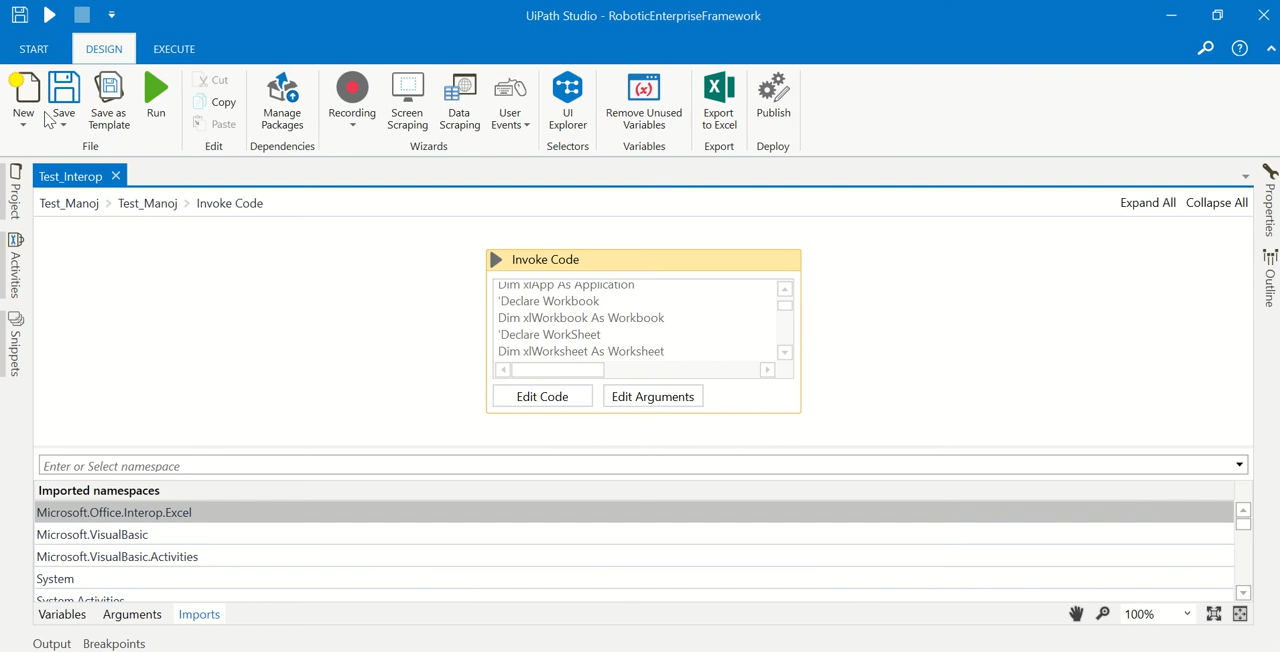 UiPath Studio - RoboticEnterpriseFramework
START DESIGN EXECUTE
New
Save
Save as Template
Run
Cut
Copy
Paste
Manage Packages
Recording
Screen Scraping
Data Scraping
User Events
UI Explorer
Remove Unused Variables
Export to Excel
Publish
File Edit Dependencies Wizards Selectors Variables Export Deploy
Test_Interop
Test_Manoj > Test_Manoj > Invoke Code
Expand All Collapse All
Project
Activities
Snippets
Properties
Outline
Invoke Code
Dim xlApp As Application
'Declare Workbook
Dim xlWorkbook As Workbook
'Declare WorkSheet
Dim xlWorksheet As Worksheet
Edit Code Edit Arguments
Enter or Select namespace
Imported namespaces
Microsoft.Office.Interop.Excel
Microsoft.VisualBasic
Microsoft.VisualBasic.Activities
System
System.Activities
Variables Arguments Imports
100%
Output Breakpoints